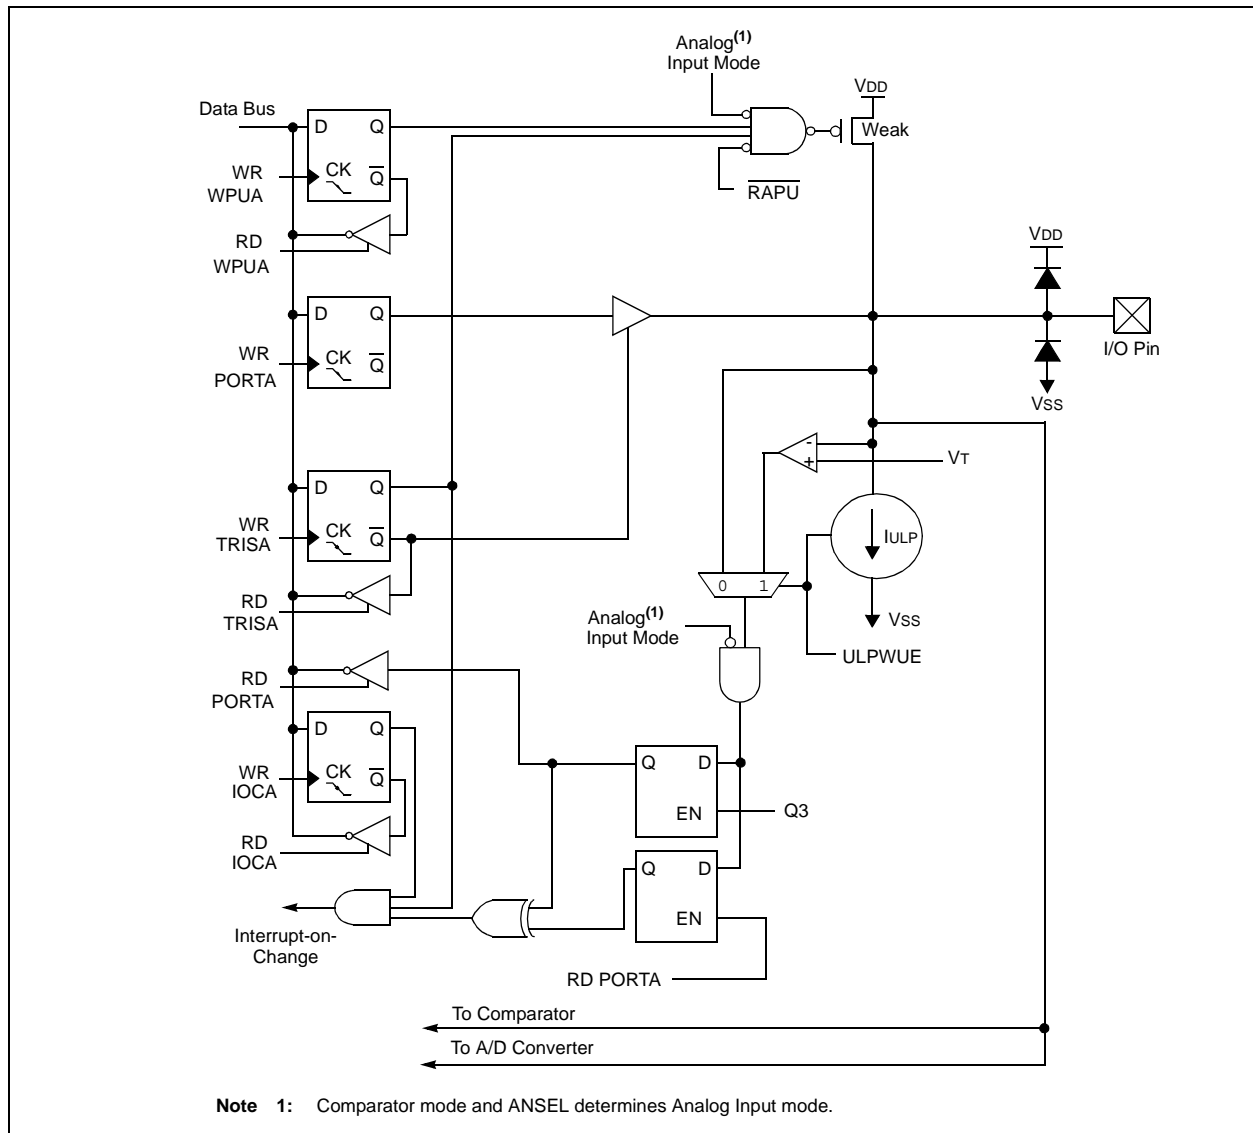 Analog(1)
Input Mode
VDD
Data Bus
D Q
Weak
WR
WPUA
CK Q
RAPU
RD
WPUA
VDD
D Q
WR
PORTA
CK Q
I/O Pin
VSS
-
+
VT
D Q
WR
TRISA
CK Q
IULP
0 1
RD
TRISA
Analog(1)
Input Mode
VSS
ULPWUE
RD
PORTA
D Q
Q D
WR
IOCA
CK Q
EN
Q3
RD
IOCA
Q D
EN
Interrupt-on-
Change
RD PORTA
To Comparator
To A/D Converter
Note 1: Comparator mode and ANSEL determines Analog Input mode.